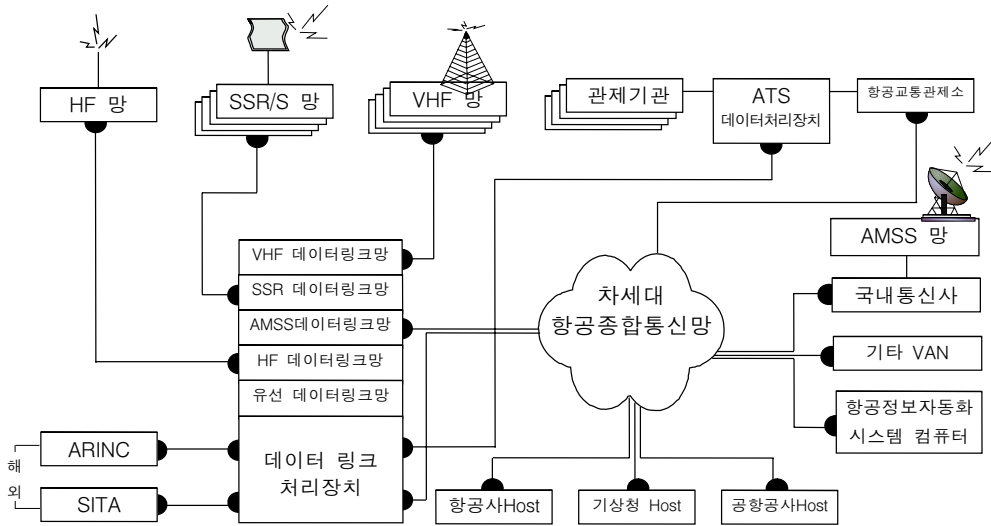 HF 망
SSR/S 망
VHF 망
관제기관
ATS
데이터처리장치
항공교통관제소
AMSS 망
VHF 데이터링크망
SSR 데이터링크망
AMSS데이터링크망
HF 데이터링크망
유선 데이터링크망
데이터 링크
처리장치
차세대
항공종합통신망
국내통신사
기타 VAN
항공정보자동화
시스템 컴퓨터
해
외
ARINC
SITA
항공사Host
기상청 Host
공항공사Host